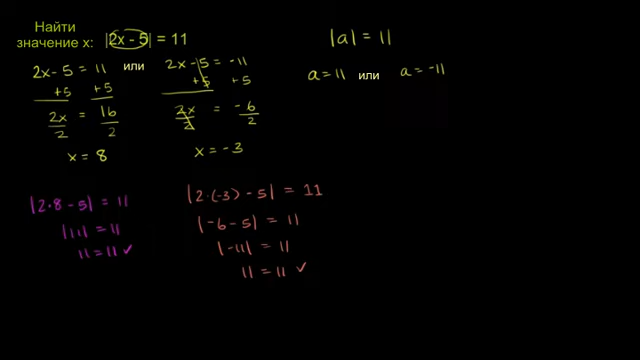 Найти
значение x: |2x - 5| = 11
2x - 5 = 11 или 2x - 5 = -11
+5 +5 +5 +5
2x/2 = 16/2 2x/2 = -6/2
x = 8 x = -3
|a| = 11
a = 11 или a = -11
|2·8 - 5| = 11
|11| = 11
11 = 11 ✓
|2·(-3) - 5| = 11
|-6 - 5| = 11
|-11| = 11
11 = 11 ✓